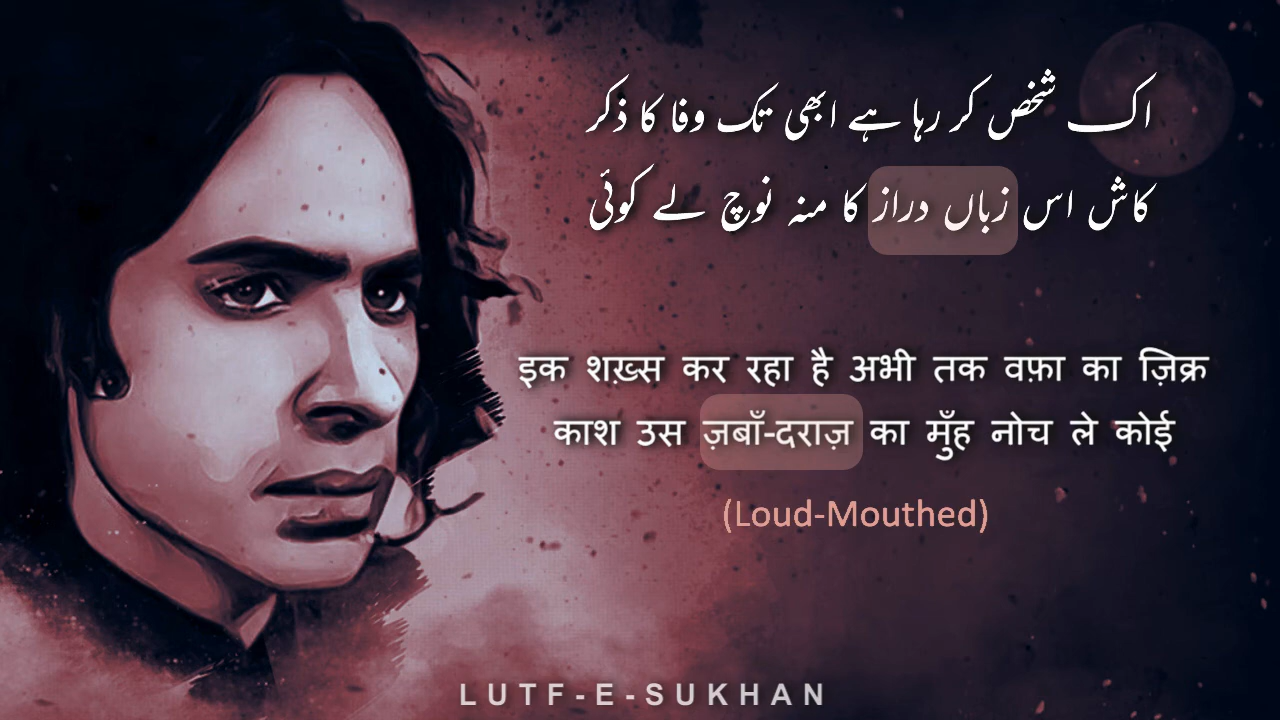 اک شخص کر رہا ہے ابھی تک وفا کا ذکر
کاش اس زباں دراز کا منہ نوچ لے کوئی
इक शख़्स कर रहा है अभी तक वफ़ा का ज़िक्र
काश उस ज़बाँ-दराज़ का मुँह नोच ले कोई
(Loud-Mouthed)
LUTF-E-SUKHAN